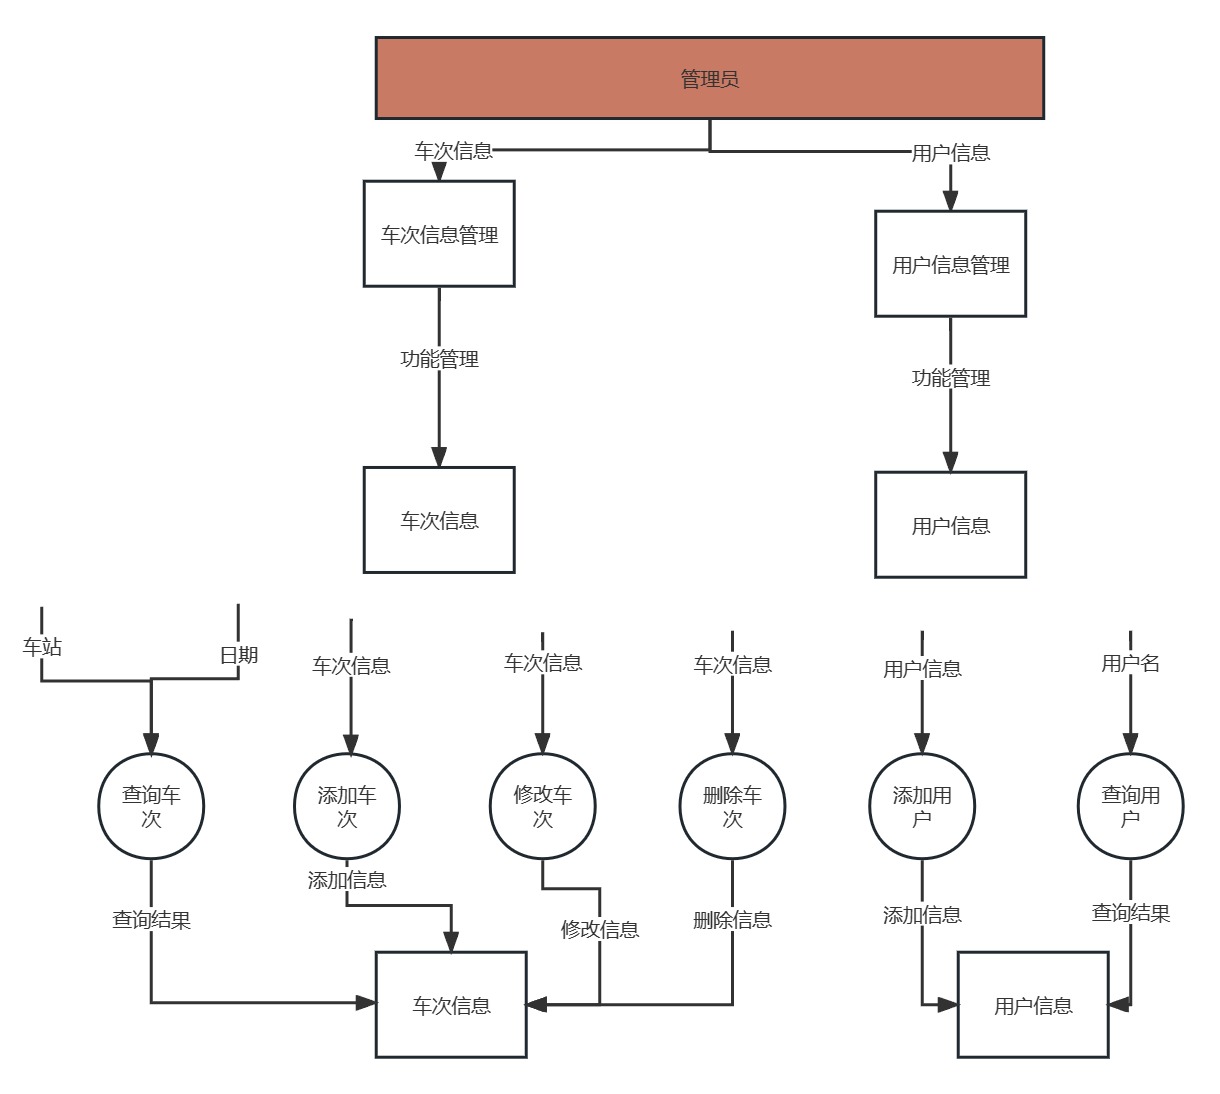 管理员
车次信息
用户信息
车次信息管理
用户信息管理
功能管理
功能管理
车次信息
用户信息
车站
日期
车次信息
车次信息
车次信息
用户信息
用户名
查询车
次
添加车
次
修改车
次
删除车
次
添加用
户
查询用
户
添加信息
查询结果
修改信息
删除信息
添加信息
查询结果
车次信息
用户信息